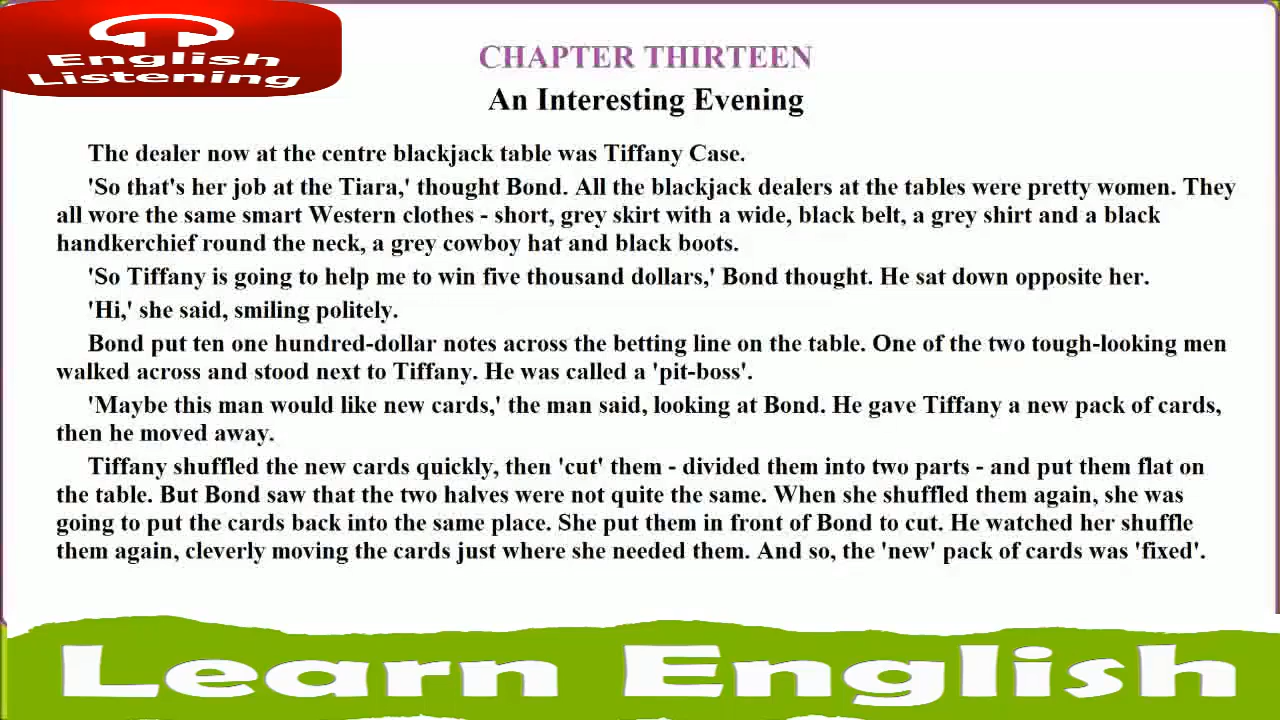 English
Listening
CHAPTER THIRTEEN
An Interesting Evening
The dealer now at the centre blackjack table was Tiffany Case.
'So that's her job at the Tiara,' thought Bond. All the blackjack dealers at the tables were pretty women. They
all wore the same smart Western clothes - short, grey skirt with a wide, black belt, a grey shirt and a black
handkerchief round the neck, a grey cowboy hat and black boots.
'So Tiffany is going to help me to win five thousand dollars,' Bond thought. He sat down opposite her.
'Hi,' she said, smiling politely.
Bond put ten one hundred-dollar notes across the betting line on the table. One of the two tough-looking men
walked across and stood next to Tiffany. He was called a 'pit-boss'.
'Maybe this man would like new cards,' the man said, looking at Bond. He gave Tiffany a new pack of cards,
then he moved away.
Tiffany shuffled the new cards quickly, then 'cut' them - divided them into two parts - and put them flat on
the table. But Bond saw that the two halves were not quite the same. When she shuffled them again, she was
going to put the cards back into the same place. She put them in front of Bond to cut. He watched her shuffle
them again, cleverly moving the cards just where she needed them. And so, the 'new' pack of cards was 'fixed'.
Learn English